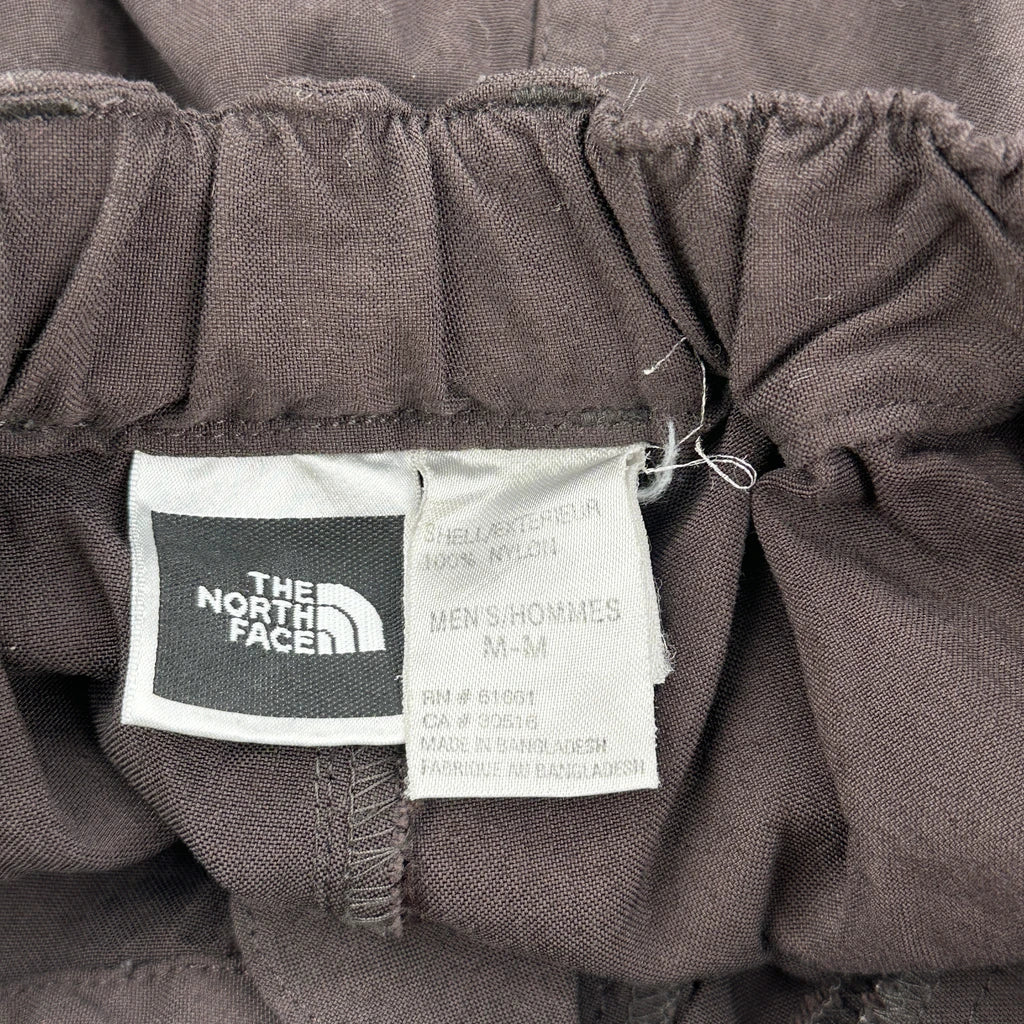 THE
NORTH
FACE
SHELL/EXTERIEUR
100% NYLON
MEN'S/HOMMES
M-M
RN # 61661
CA # 30516
MADE IN BANGLADESH
FABRIQUE AU BANGLADESH